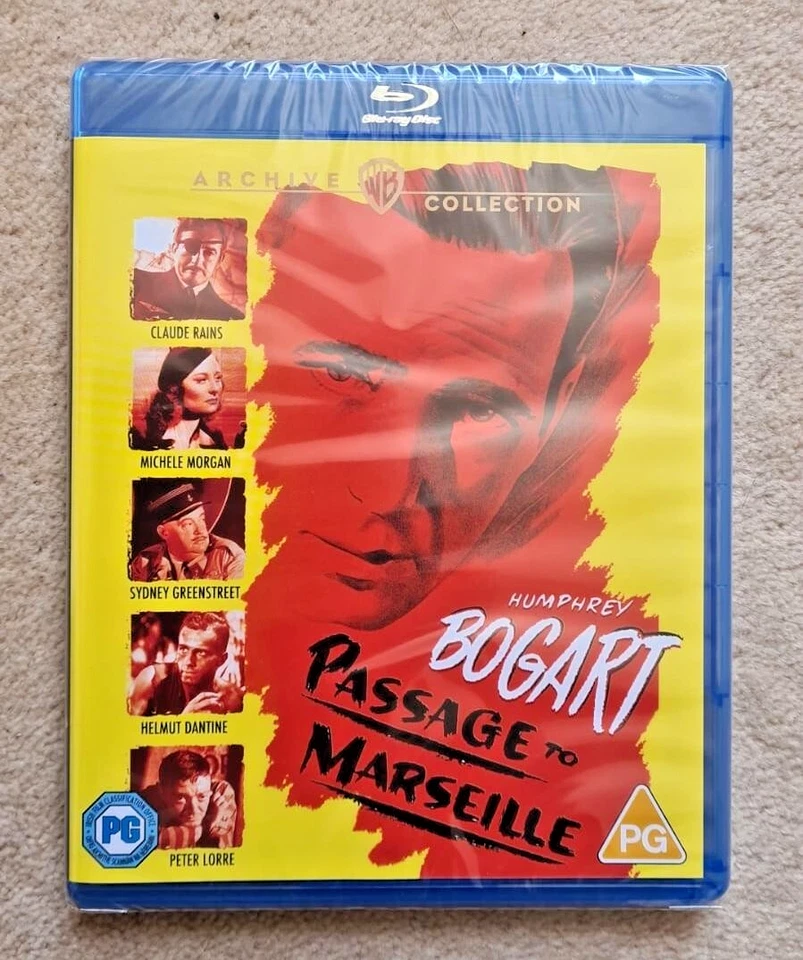 Blu-ray Disc
ARCHIVE WB COLLECTION
CLAUDE RAINS
MICHELE MORGAN
SYDNEY GREENSTREET
HELMUT DANTINE
PETER LORRE
HUMPHREY
BOGART
PASSAGE TO
MARSEILLE
PG
PG